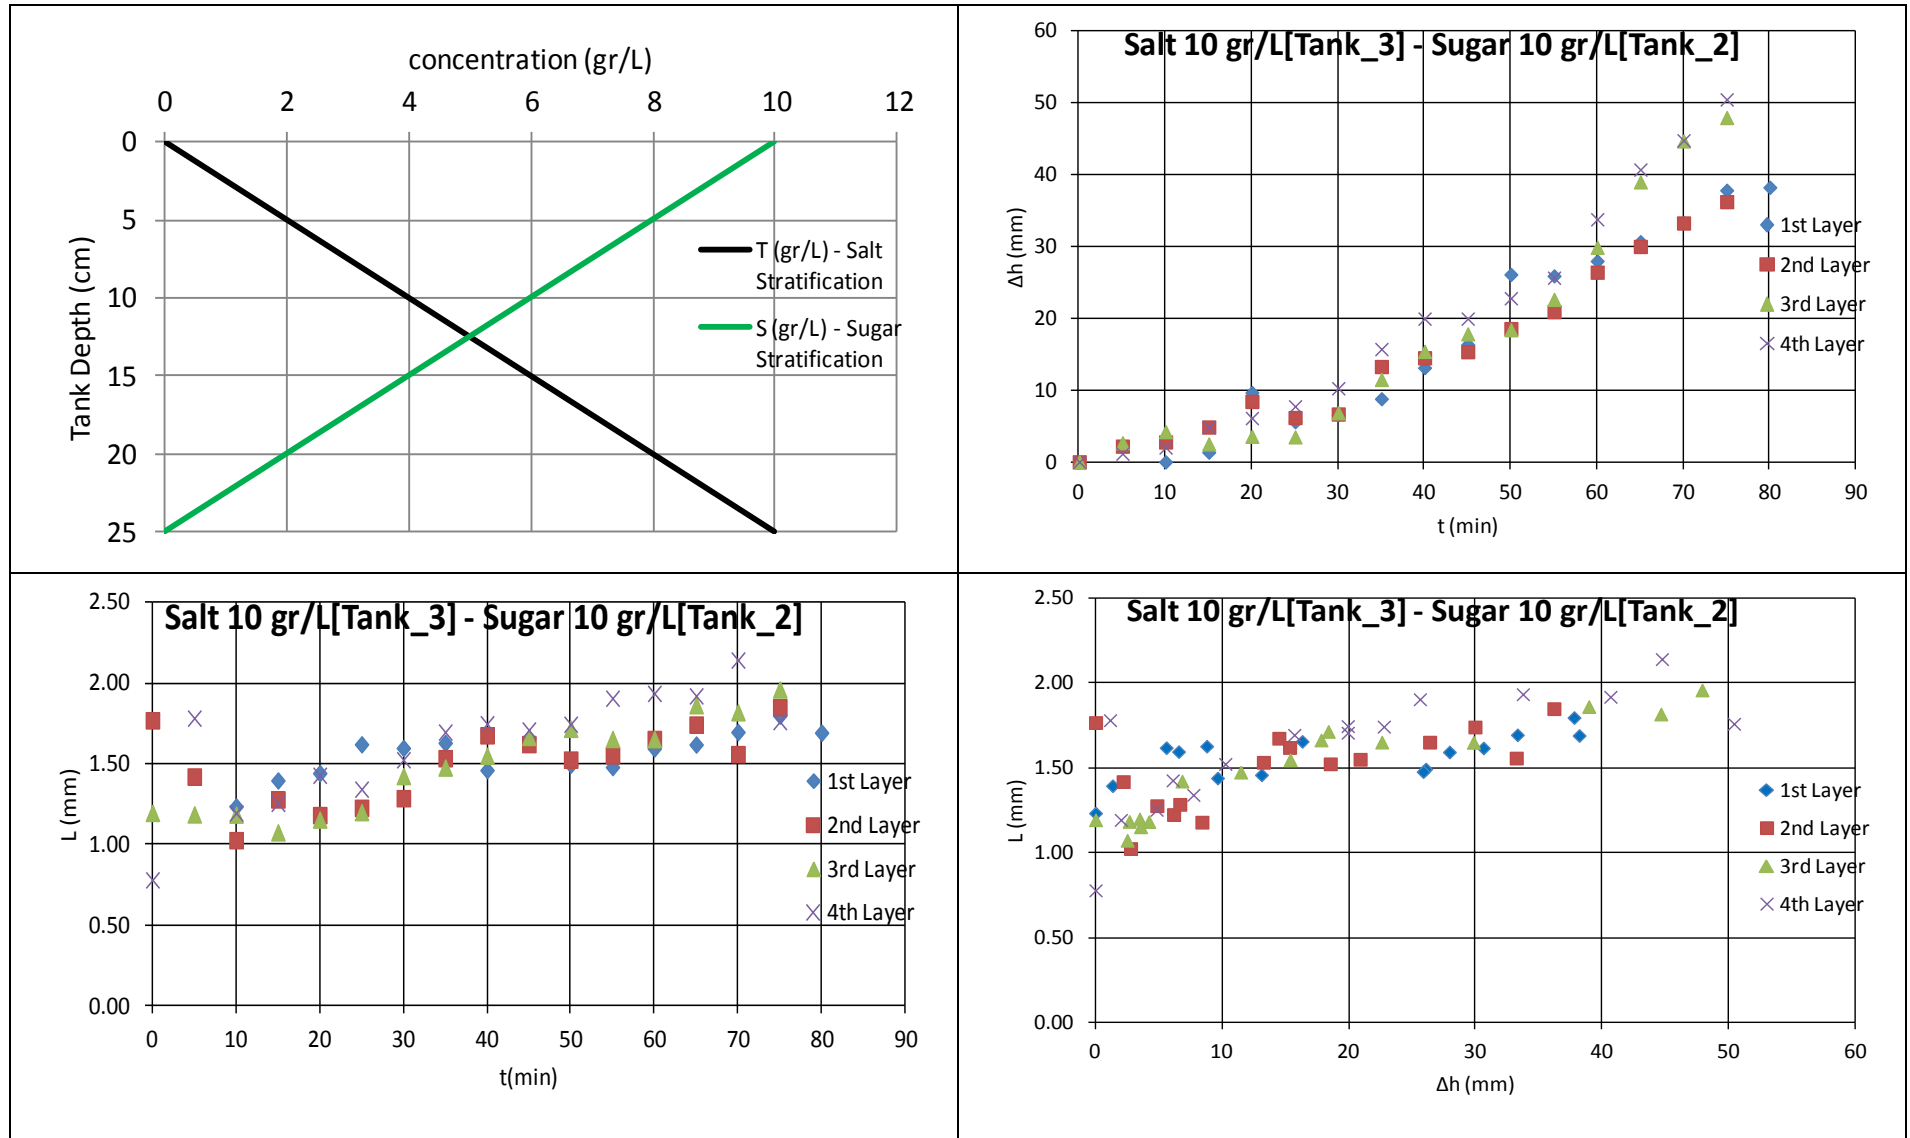 concentration (gr/L)
0 2 4 6 8 10 12
0
5
10
15
20
25
Tank Depth (cm)
T (gr/L) - Salt
Stratification
S (gr/L) - Sugar
Stratification
Salt 10 gr/L[Tank_3] - Sugar 10 gr/L[Tank_2]
60
50
40
30
20
10
0
Δh (mm)
0 10 20 30 40 50 60 70 80 90
t (min)
1st Layer
2nd Layer
3rd Layer
4th Layer
Salt 10 gr/L[Tank_3] - Sugar 10 gr/L[Tank_2]
2.50
2.00
1.50
1.00
0.50
0.00
L (mm)
0 10 20 30 40 50 60 70 80 90
t(min)
1st Layer
2nd Layer
3rd Layer
4th Layer
Salt 10 gr/L[Tank_3] - Sugar 10 gr/L[Tank_2]
2.50
2.00
1.50
1.00
0.50
0.00
L (mm)
0 10 20 30 40 50 60
Δh (mm)
1st Layer
2nd Layer
3rd Layer
4th Layer